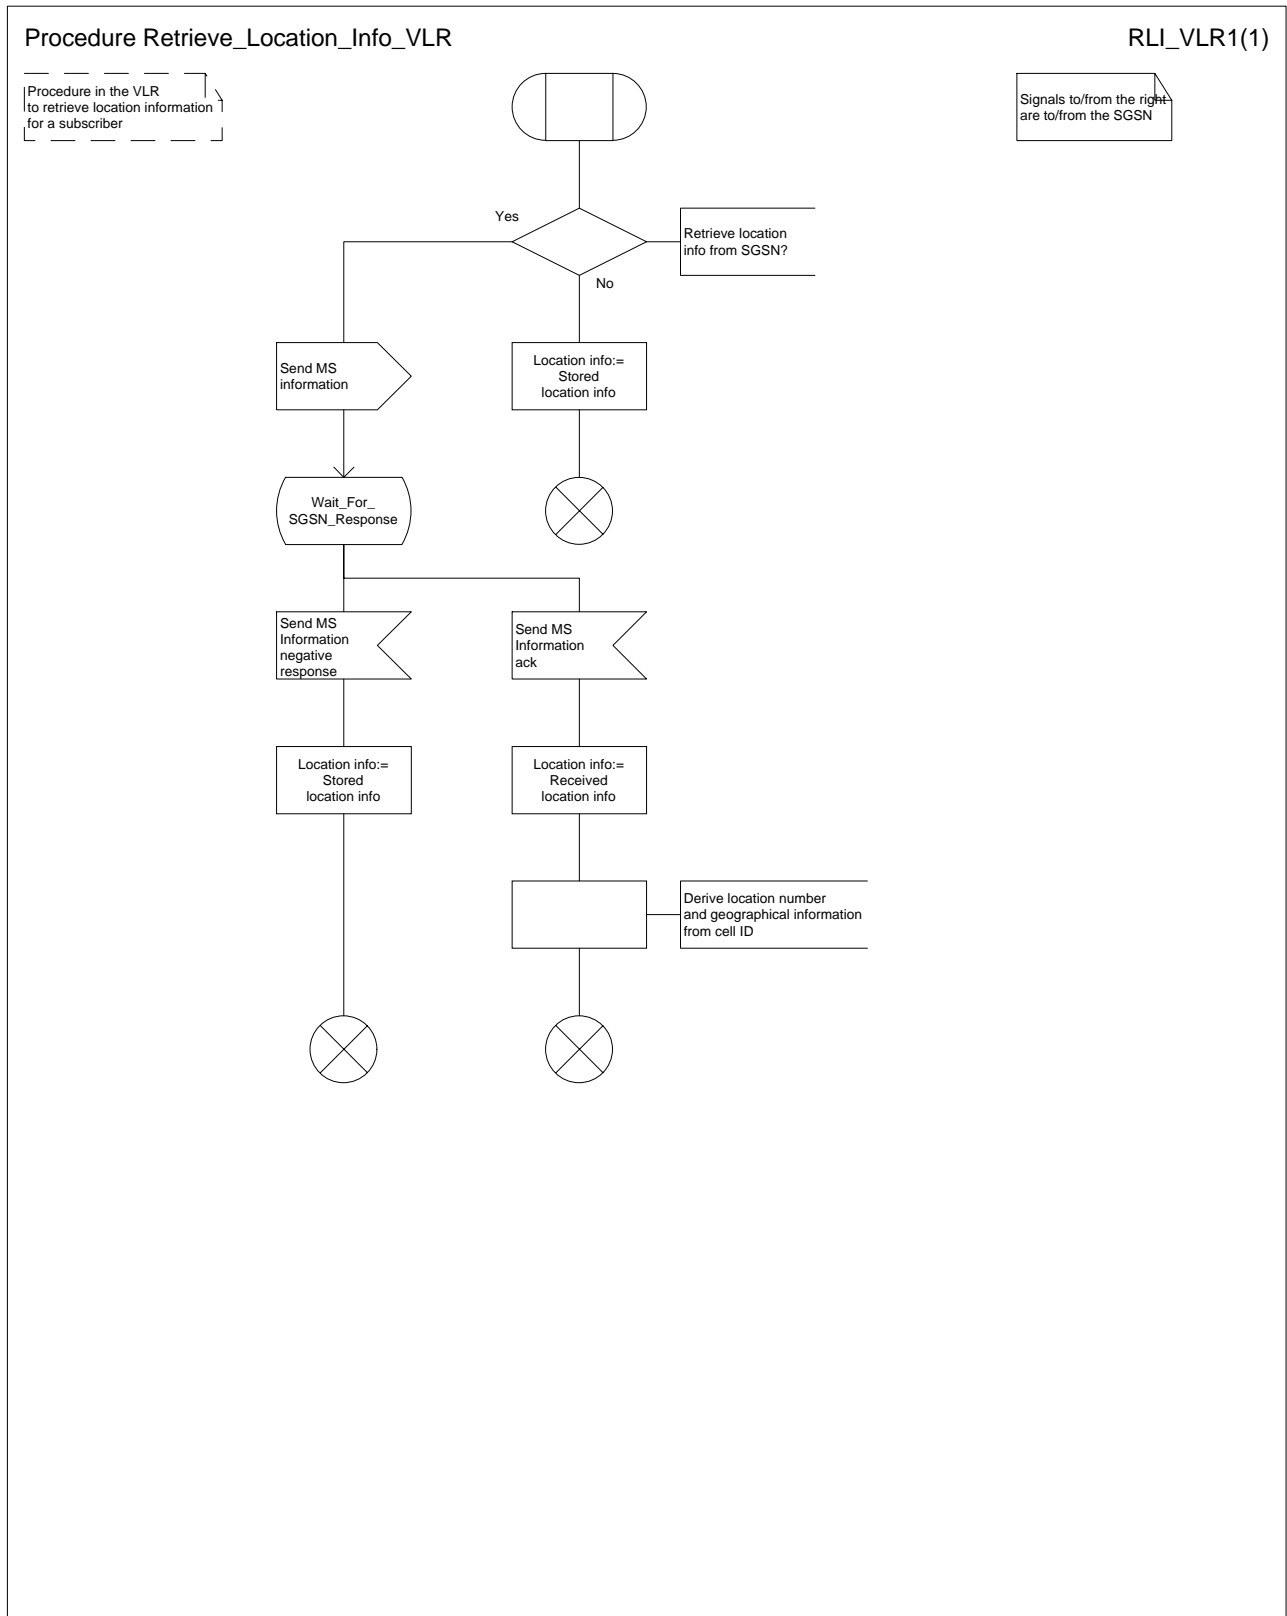 Procedure Retrieve_Location_Info_VLR
RLI_VLR1(1)
Procedure in the VLR
to retrieve location information
for a subscriber
Signals to/from the right
are to/from the SGSN
Yes
Retrieve location
info from SGSN?
No
Send MS
information
Location info:=
Stored
location info
Wait_For_
SGSN_Response
Send MS
Information
negative
response
Send MS
Information
ack
Location info:=
Stored
location info
Location info:=
Received
location info
Derive location number
and geographical information
from cell ID